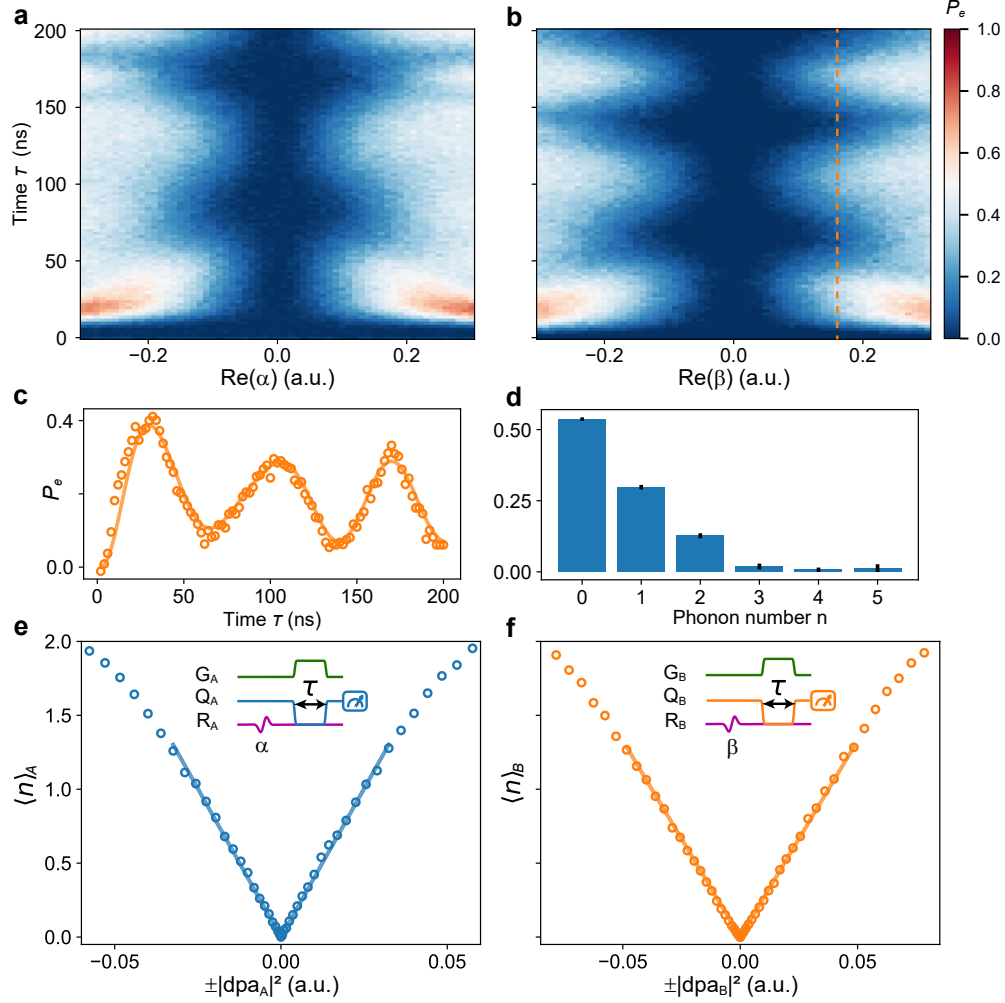 a
200
150
100
50
0
Time τ (ns)
−0.2
0.0
0.2
Re(α) (a.u.)
b
−0.2
0.0
0.2
Re(β) (a.u.)
P_e
1.0
0.8
0.6
0.4
0.2
0.0
c
0.4
0.0
P_e
0
50
100
150
200
Time τ (ns)
d
0.50
0.25
0.00
0
1
2
3
4
5
Phonon number n
e
2.0
1.5
1.0
0.5
0.0
⟨n⟩_A
G_A
Q_A
R_A
τ
α
−0.05
0.00
0.05
±|dpa_A|² (a.u.)
f
⟨n⟩_B
G_B
Q_B
R_B
τ
β
−0.05
0.00
0.05
±|dpa_B|² (a.u.)